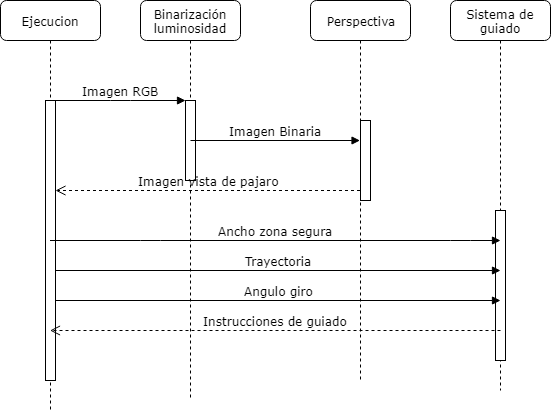 Ejecucion
Binarización
luminosidad
Perspectiva
Sistema de
guiado
Imagen RGB
Imagen Binaria
Imagen vista de pajaro
Ancho zona segura
Trayectoria
Angulo giro
Instrucciones de guiado